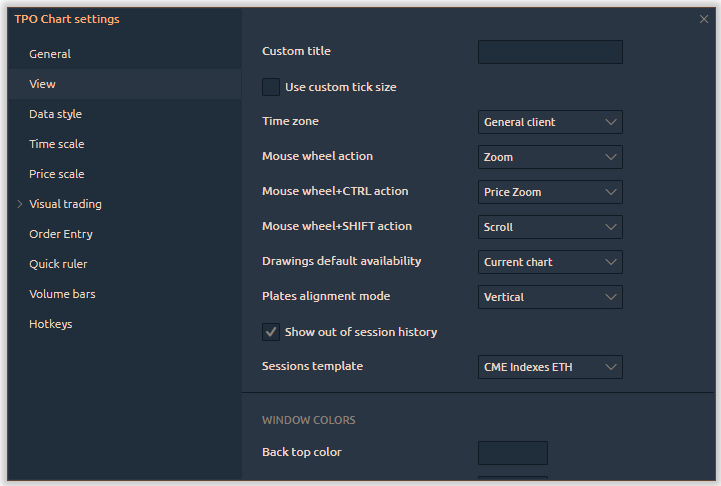 TPO Chart settings
General
View
Data style
Time scale
Price scale
Visual trading
Order Entry
Quick ruler
Volume bars
Hotkeys
Custom title
Use custom tick size
Time zone General client
Mouse wheel action Zoom
Mouse wheel+CTRL action Price Zoom
Mouse wheel+SHIFT action Scroll
Drawings default availability Current chart
Plates alignment mode Vertical
Show out of session history
Sessions template CME Indexes ETH
WINDOW COLORS
Back top color